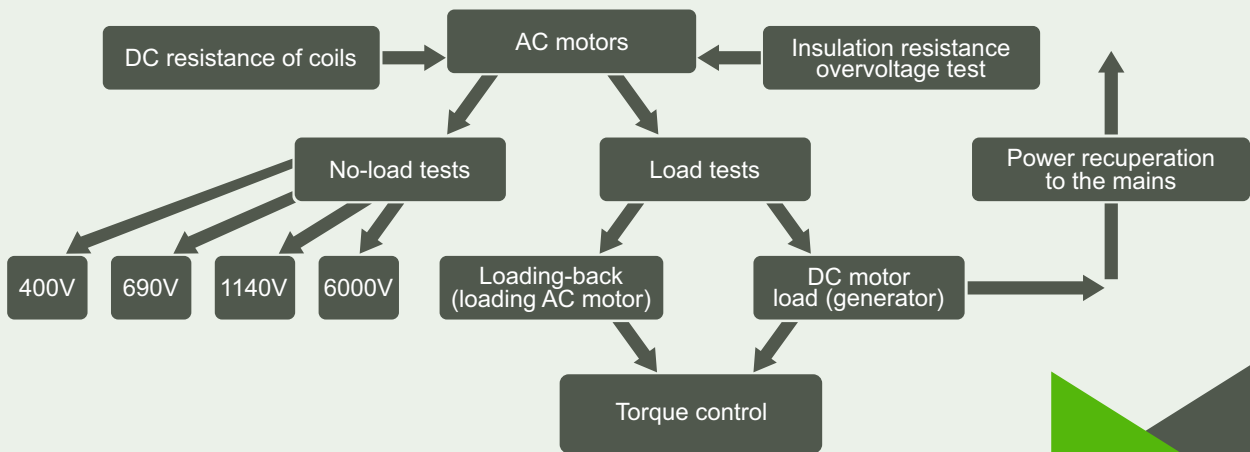 AC motors
DC resistance of coils
Insulation resistance
overvoltage test
No-load tests
Load tests
Power recuperation
to the mains
400V
690V
1140V
6000V
Loading-back
(loading AC motor)
DC motor
load (generator)
Torque control